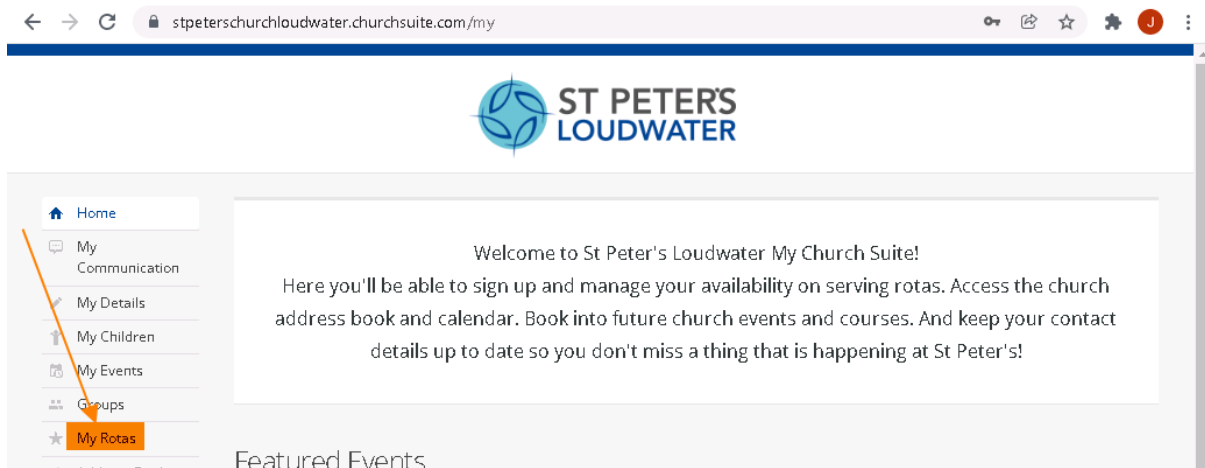 stpeterschurchloudwater.churchsuite.com/my
J
ST PETER'S
LOUDWATER
Home
My
Communication
My Details
My Children
My Events
Groups
My Rotas
Welcome to St Peter's Loudwater My Church Suite!
Here you'll be able to sign up and manage your availability on serving rotas. Access the church
address book and calendar. Book into future church events and courses. And keep your contact
details up to date so you don't miss a thing that is happening at St Peter's!
Featured Events